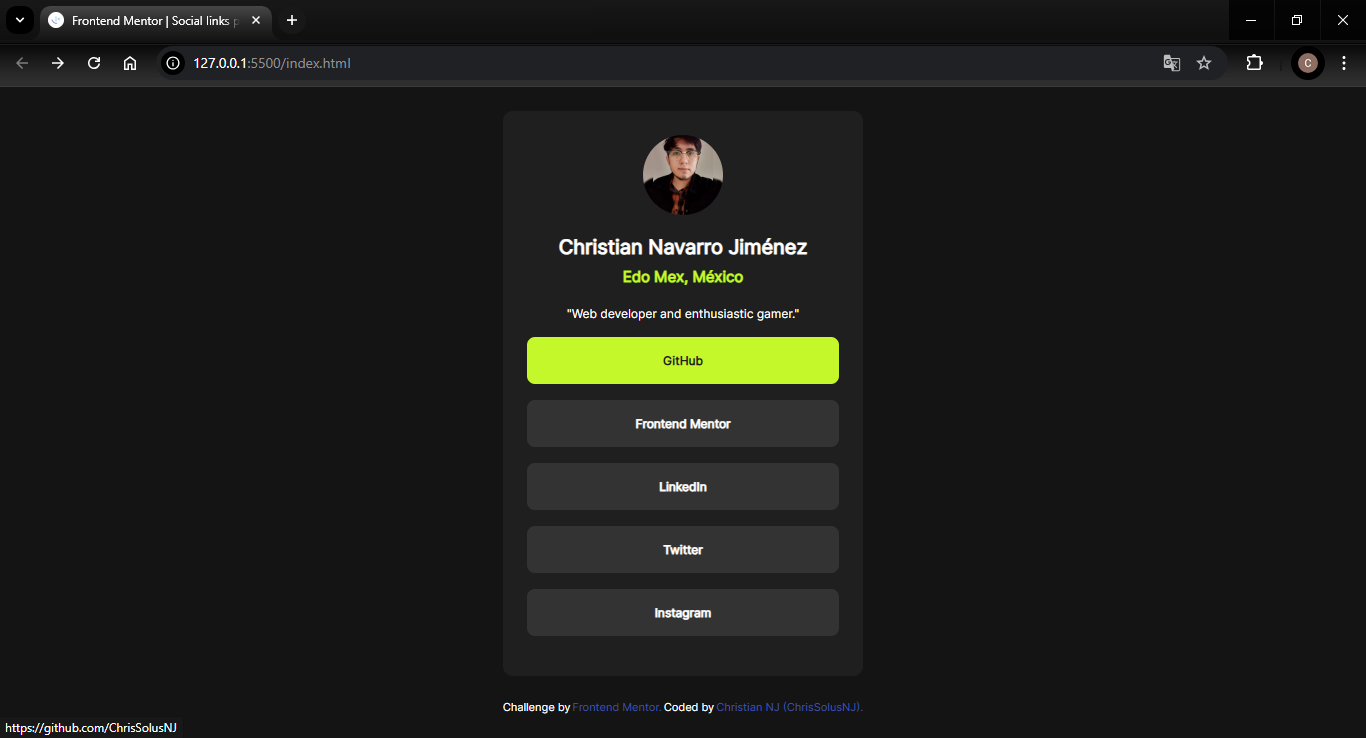 Frontend Mentor | Social links p
127.0.0.1:5500/index.html
C
Christian Navarro Jiménez
Edo Mex, México
"Web developer and enthusiastic gamer."
GitHub
Frontend Mentor
LinkedIn
Twitter
Instagram
Challenge by Frontend Mentor. Coded by Christian NJ (ChrisSolusNJ).
https://github.com/ChrisSolusNJ